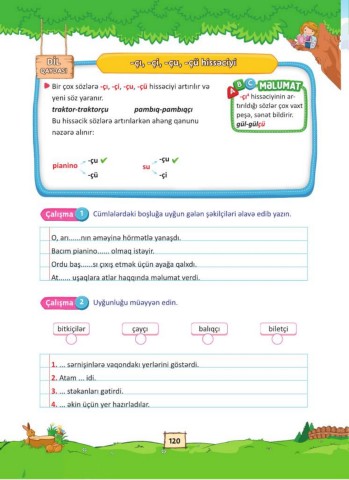 DİL
QAYDASI
-çı, -çi, -çu, -çü hissəciyi
Bir çox sözlərə -çı, -çi, -çu, -çü hissəciyi artırılır və
yeni söz yaranır.
traktor-traktorçu pambıq-pambıqçı
Bu hissəcik sözlərə artırılarkən ahəng qanunu
nəzərə alınır:
pianino
-çu ✓
-çü
su
-çu ✓
-çi
A B C MƏLUMAT
-çı⁴ hissəciyinin ar-
tırıldığı sözlər çox vaxt
peşə, sənət bildirir.
gül-gülçü
Çalışma 1 Cümlələrdəki boşluğa uyğun gələn şəkilçiləri əlavə edib yazın.
O, arı......nın əməyinə hörmətlə yanaşdı.
Bacım pianino...... olmaq istəyir.
Ordu baş......sı çıxış etmək üçün ayağa qalxdı.
At...... uşaqlara atlar haqqında məlumat verdi.
Çalışma 2 Uyğunluğu müəyyən edin.
bitkiçilər çayçı balıqçı biletçi
1. ... sərnişinlərə vaqondakı yerlərini göstərdi.
2. Atam ... idi.
3. ... stəkanları gətirdi.
4. ... əkin üçün yer hazırladılar.
120